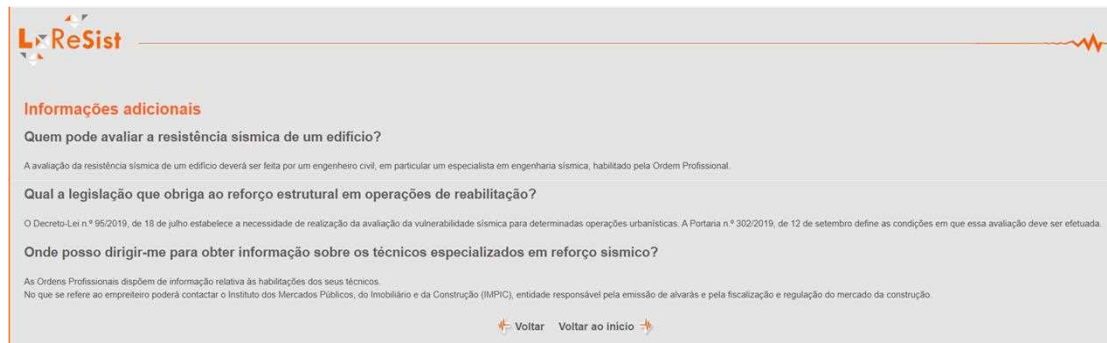 LxReSist
Informações adicionais
Quem pode avaliar a resistência sísmica de um edifício?
A avaliação da resistência sísmica de um edifício deverá ser feita por um engenheiro civil, em particular um especialista em engenharia sísmica, habilitado pela Ordem Profissional.
Qual a legislação que obriga ao reforço estrutural em operações de reabilitação?
O Decreto-Lei n.º 95/2019, de 18 de julho estabelece a necessidade de realização da avaliação da vulnerabilidade sísmica para determinadas operações urbanísticas. A Portaria n.º 302/2019, de 12 de setembro define as condições em que essa avaliação deve ser efetuada.
Onde posso dirigir-me para obter informação sobre os técnicos especializados em reforço sismico?
As Ordens Profissionais dispõem de informação relativa às habilitações dos seus técnicos.
No que se refere ao empreiteiro poderá contactar o Instituto dos Mercados Públicos, do Imobiliário e da Construção (IMPIC), entidade responsável pela emissão de alvarás e pela fiscalização e regulação do mercado da construção.
Voltar Voltar ao início